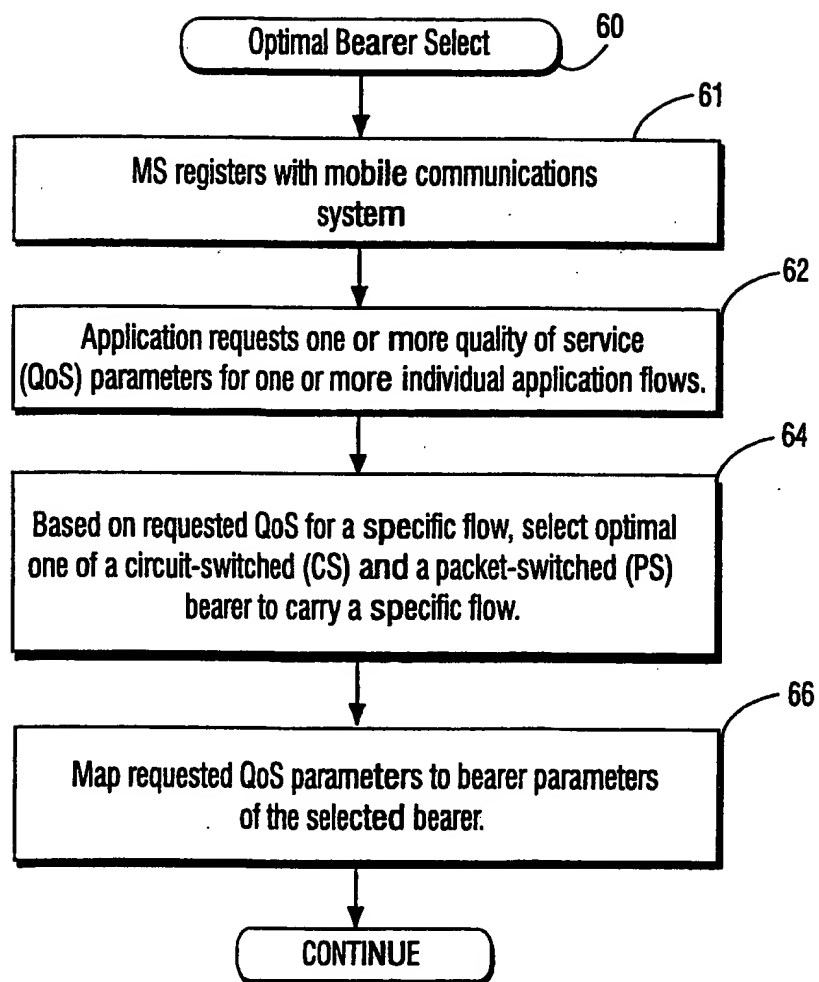 Optimal Bearer Select
60
61
MS registers with mobile communications
system
62
Application requests one or more quality of service
(QoS) parameters for one or more individual application flows.
64
Based on requested QoS for a specific flow, select optimal
one of a circuit-switched (CS) and a packet-switched (PS)
bearer to carry a specific flow.
66
Map requested QoS parameters to bearer parameters
of the selected bearer.
CONTINUE